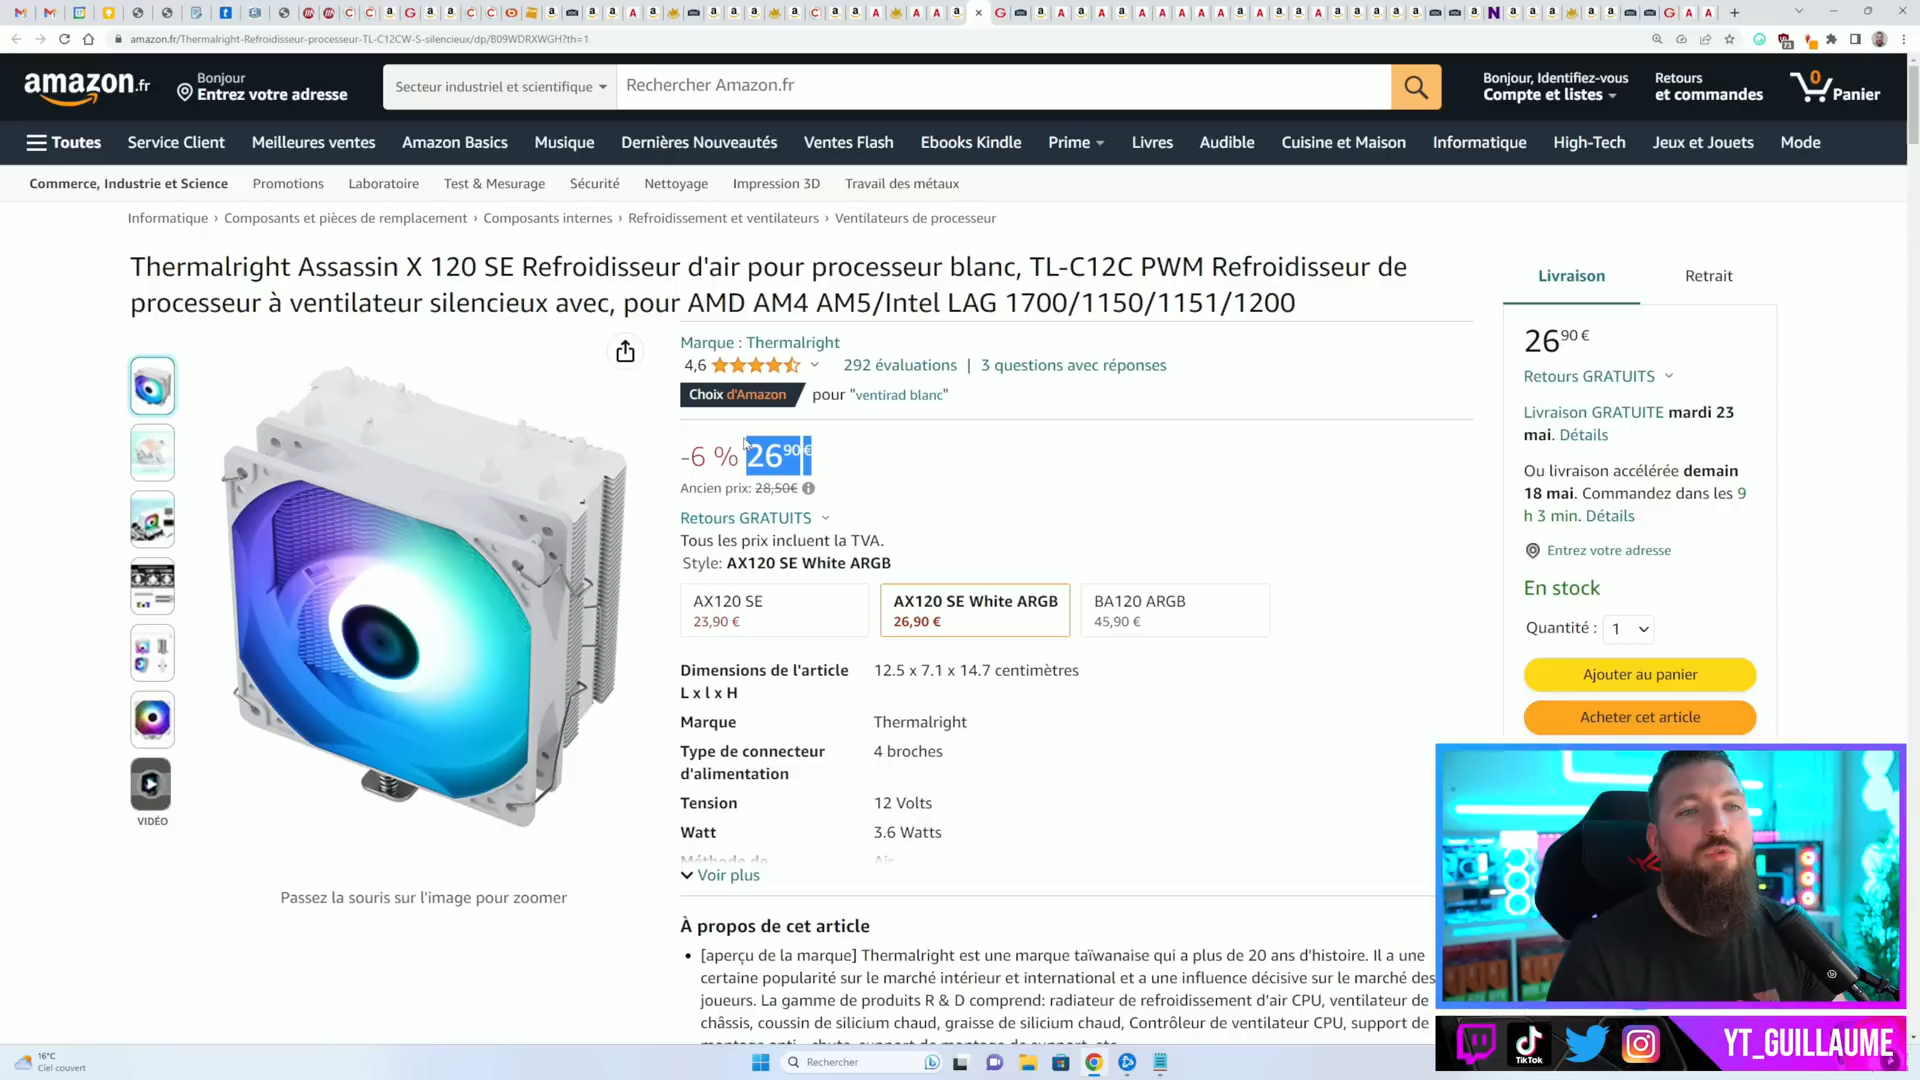 amazon.fr/Thermalright-Refroidisseur-processeur-TL-C12CW-S-silencieux/dp/B09WDRXWGH?th=1
amazon.fr
Bonjour
Entrez votre adresse
Secteur industriel et scientifique
Rechercher Amazon.fr
Bonjour, Identifiez-vous
Compte et listes
Retours
et commandes
0
Panier
Toutes
Service Client
Meilleures ventes
Amazon Basics
Musique
Dernières Nouveautés
Ventes Flash
Ebooks Kindle
Prime
Livres
Audible
Cuisine et Maison
Informatique
High-Tech
Jeux et Jouets
Mode
Commerce, Industrie et Science
Promotions
Laboratoire
Test & Mesurage
Sécurité
Nettoyage
Impression 3D
Travail des métaux
Informatique › Composants et pièces de remplacement › Composants internes › Refroidissement et ventilateurs › Ventilateurs de processeur
Thermalright Assassin X 120 SE Refroidisseur d'air pour processeur blanc, TL-C12C PWM Refroidisseur de
processeur à ventilateur silencieux avec, pour AMD AM4 AM5/Intel LAG 1700/1150/1151/1200
Marque : Thermalright
4,6
292 évaluations | 3 questions avec réponses
Choix d'Amazon pour "ventirad blanc"
-6 % 2690 €
Ancien prix: 28,50€
Retours GRATUITS
Tous les prix incluent la TVA.
Style: AX120 SE White ARGB
AX120 SE
23,90 €
AX120 SE White ARGB
26,90 €
BA120 ARGB
45,90 €
Dimensions de l'article
L x l x H
12.5 x 7.1 x 14.7 centimètres
Marque
Thermalright
Type de connecteur
d'alimentation
4 broches
Tension
12 Volts
Watt
3.6 Watts
Méthode de
Air
Voir plus
VIDÉO
Passez la souris sur l'image pour zoomer
À propos de cet article
• [aperçu de la marque] Thermalright est une marque taïwanaise qui a plus de 20 ans d'histoire. Il a une
certaine popularité sur le marché intérieur et international et a une influence décisive sur le marché des
joueurs. La gamme de produits R & D comprend: radiateur de refroidissement d'air CPU, ventilateur de
châssis, coussin de silicium chaud, graisse de silicium chaud, Contrôleur de ventilateur CPU, support de
montage anti - chute, support de montage de support, etc.
Livraison
Retrait
2690 €
Retours GRATUITS
Livraison GRATUITE mardi 23
mai. Détails
Ou livraison accélérée demain
18 mai. Commandez dans les 9
h 3 min. Détails
Entrez votre adresse
En stock
Quantité : 1
Ajouter au panier
Acheter cet article
TikTok
YT_GUILLAUME
16°C
Ciel couvert
Rechercher